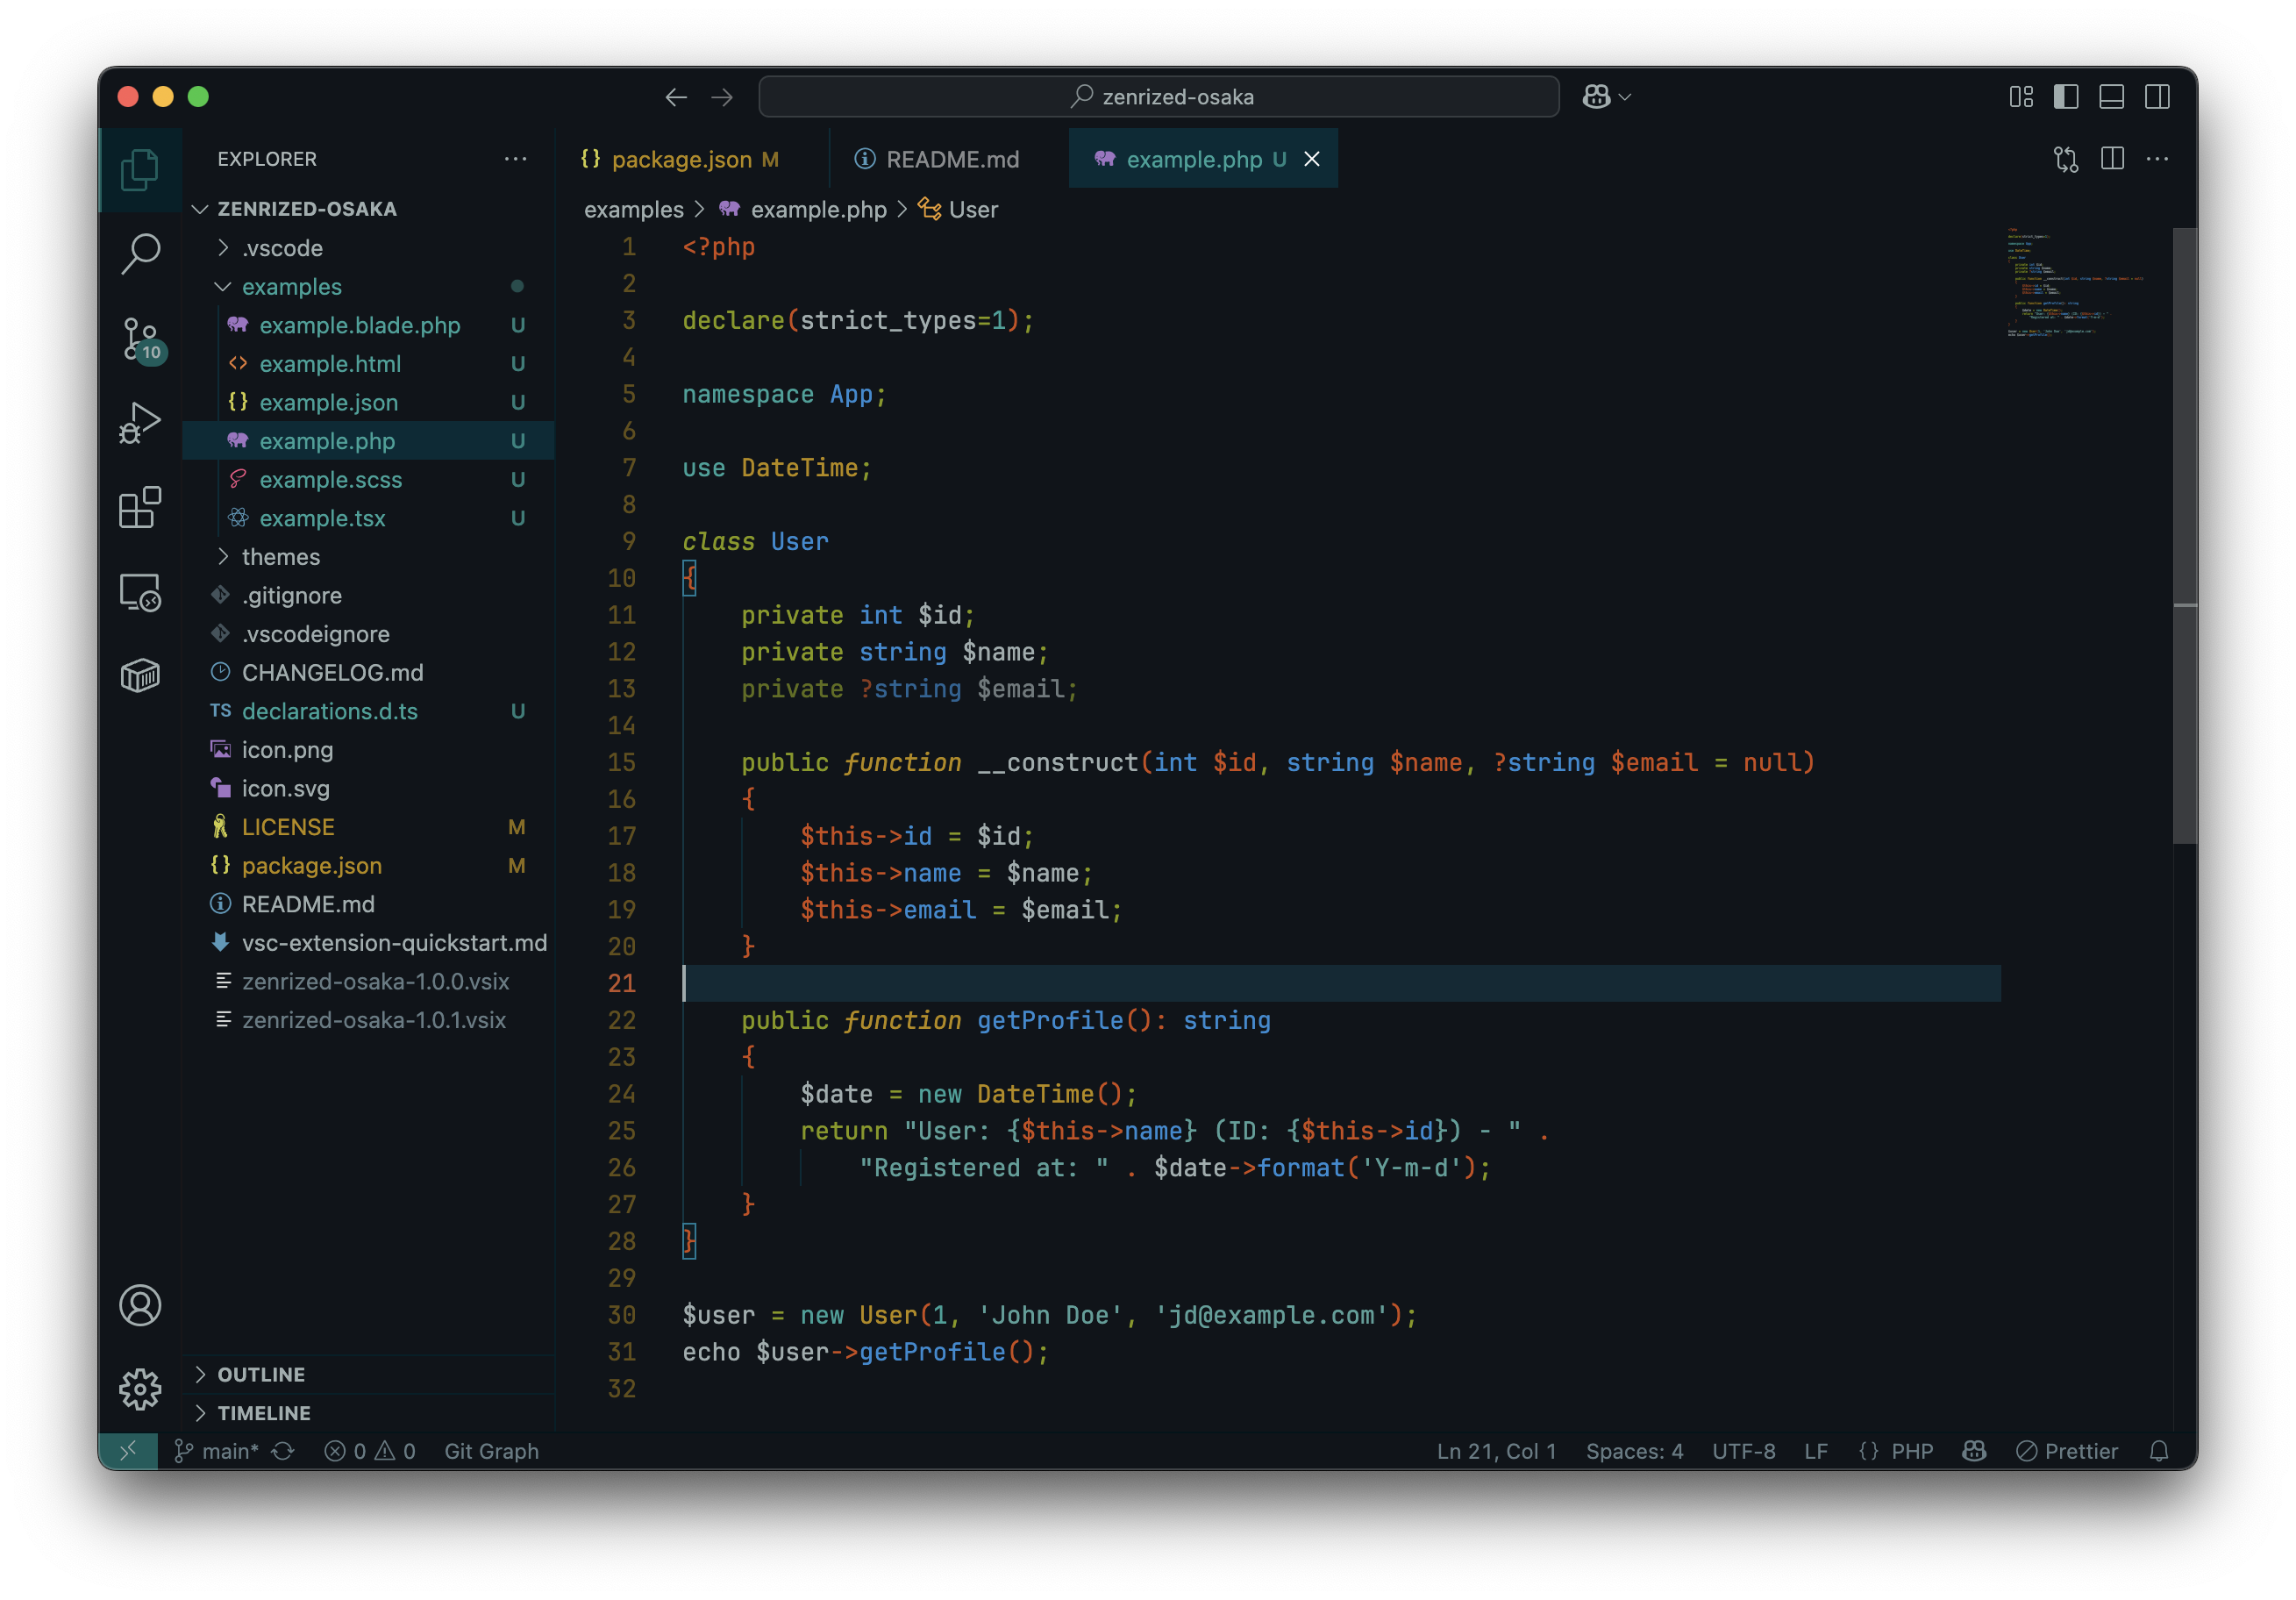 zenrized-osaka
EXPLORER
ZENRIZED-OSAKA
.vscode
examples
example.blade.php U
example.html U
example.json U
example.php U
example.scss U
example.tsx U
themes
.gitignore
.vscodeignore
CHANGELOG.md
TS declarations.d.ts U
icon.png
icon.svg
LICENSE M
{} package.json M
README.md
vsc-extension-quickstart.md
zenrized-osaka-1.0.0.vsix
zenrized-osaka-1.0.1.vsix
OUTLINE
TIMELINE
10
{} package.json M
README.md
example.php U
examples > example.php > User
1 <?php
2
3 declare(strict_types=1);
4
5 namespace App;
6
7 use DateTime;
8
9 class User
10 {
11     private int $id;
12     private string $name;
13     private ?string $email;
14
15     public function __construct(int $id, string $name, ?string $email = null)
16     {
17         $this->id = $id;
18         $this->name = $name;
19         $this->email = $email;
20     }
21
22     public function getProfile(): string
23     {
24         $date = new DateTime();
25         return "User: {$this->name} (ID: {$this->id}) - " .
26             "Registered at: " . $date->format('Y-m-d');
27     }
28 }
29
30 $user = new User(1, 'John Doe', 'jd@example.com');
31 echo $user->getProfile();
32
main* 0 0 Git Graph Ln 21, Col 1 Spaces: 4 UTF-8 LF {} PHP Prettier